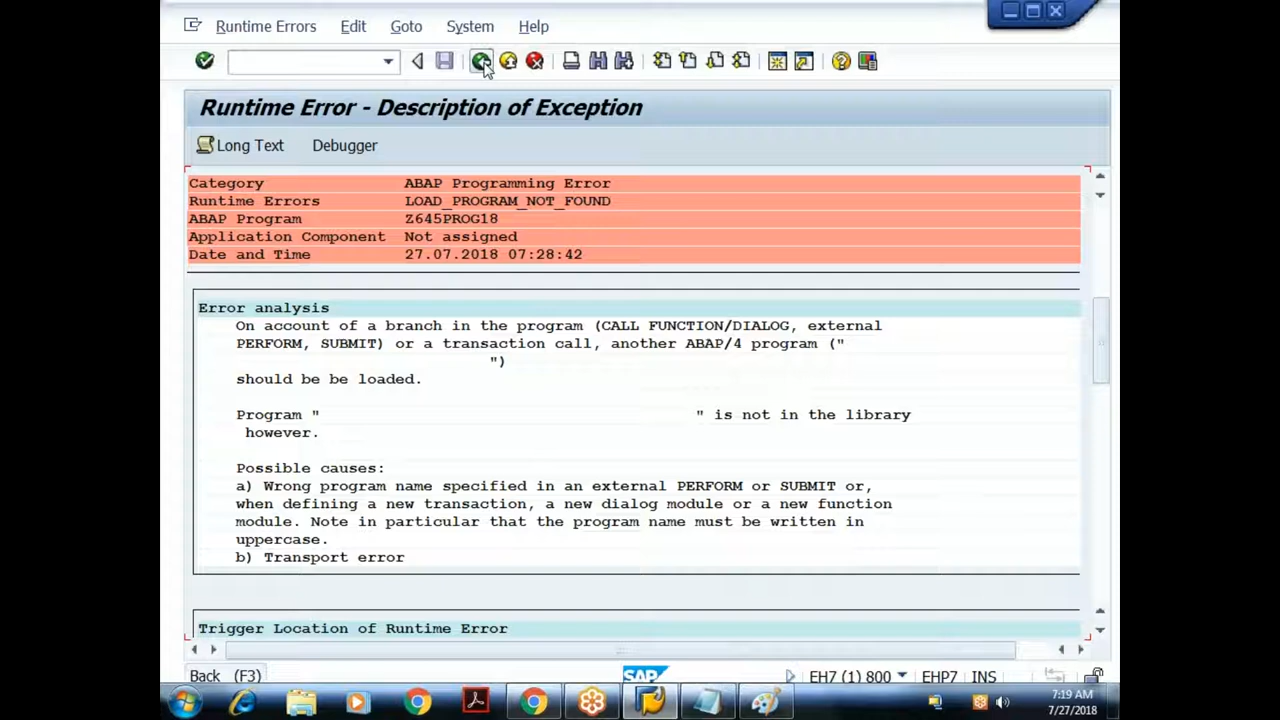 Runtime Errors Edit Goto System Help
Runtime Error - Description of Exception
Long Text Debugger
Category ABAP Programming Error
Runtime Errors LOAD_PROGRAM_NOT_FOUND
ABAP Program Z645PROG18
Application Component Not assigned
Date and Time 27.07.2018 07:28:42
Error analysis
On account of a branch in the program (CALL FUNCTION/DIALOG, external
PERFORM, SUBMIT) or a transaction call, another ABAP/4 program ("
")
should be be loaded.
Program " " is not in the library
however.
Possible causes:
a) Wrong program name specified in an external PERFORM or SUBMIT or,
when defining a new transaction, a new dialog module or a new function
module. Note in particular that the program name must be written in
uppercase.
b) Transport error
Trigger Location of Runtime Error
Back (F3) SAP EH7 (1) 800 EHP7 INS
7:19 AM
7/27/2018